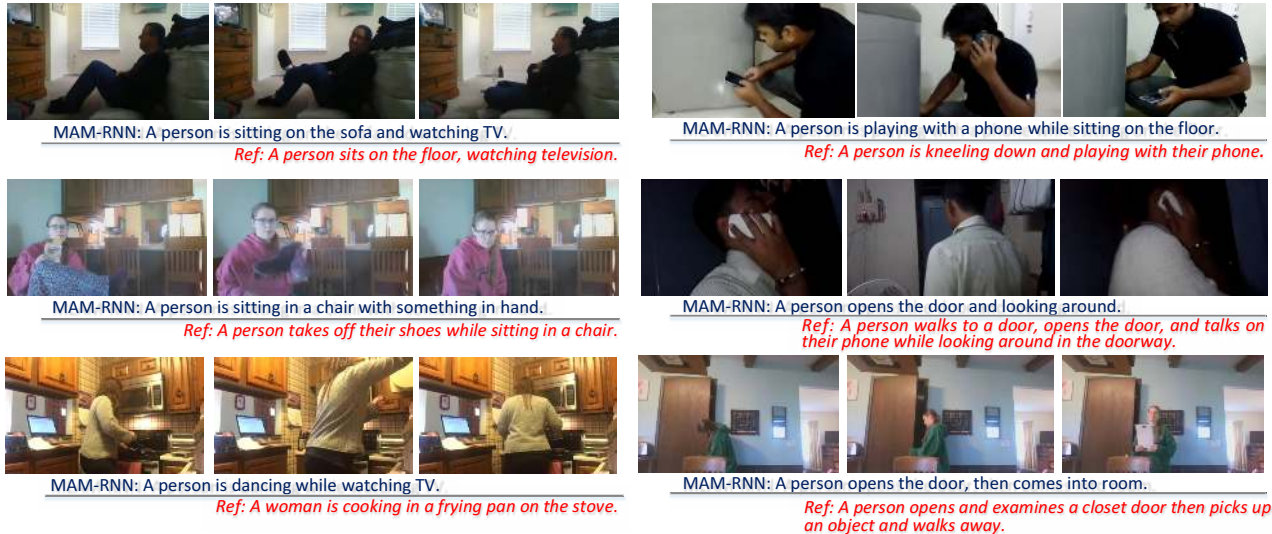 MAM-RNN: A person is sitting on the sofa and watching TV.
Ref: A person sits on the floor, watching television.
MAM-RNN: A person is sitting in a chair with something in hand.
Ref: A person takes off their shoes while sitting in a chair.
MAM-RNN: A person is dancing while watching TV.
Ref: A woman is cooking in a frying pan on the stove.
MAM-RNN: A person is playing with a phone while sitting on the floor.
Ref: A person is kneeling down and playing with their phone.
MAM-RNN: A person opens the door and looking around.
Ref: A person walks to a door, opens the door, and talks on
their phone while looking around in the doorway.
MAM-RNN: A person opens the door, then comes into room.
Ref: A person opens and examines a closet door then picks up
an object and walks away.